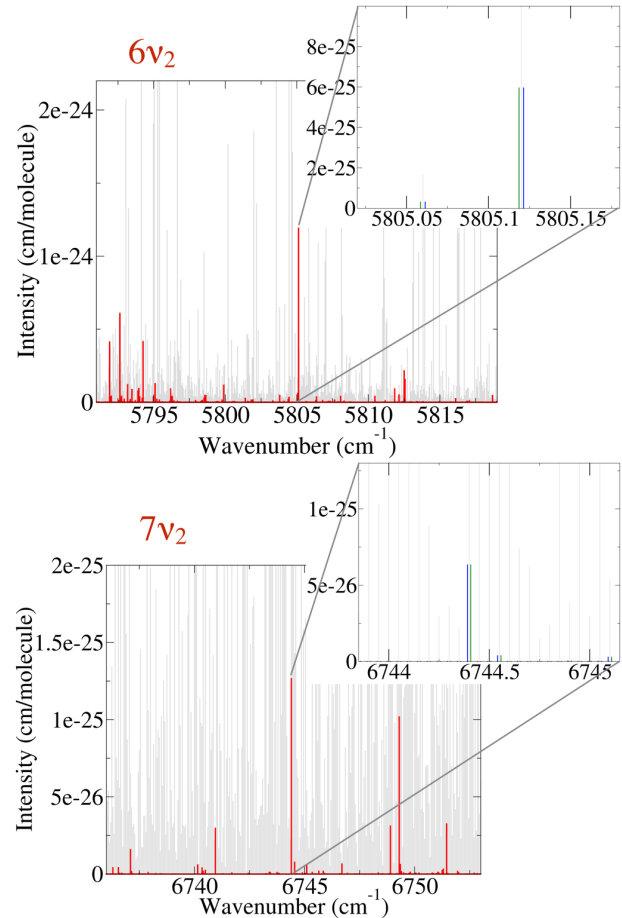 6ν₂
8e-25
6e-25
4e-25
2e-25
0
5805.05 5805.1 5805.15
2e-24
1e-24
0
5795 5800 5805 5810 5815
Intensity (cm/molecule)
Wavenumber (cm⁻¹)
7ν₂
1e-25
5e-26
0
6744 6744.5 6745
2e-25
1.5e-25
1e-25
5e-26
0
6740 6745 6750
Intensity (cm/molecule)
Wavenumber (cm⁻¹)